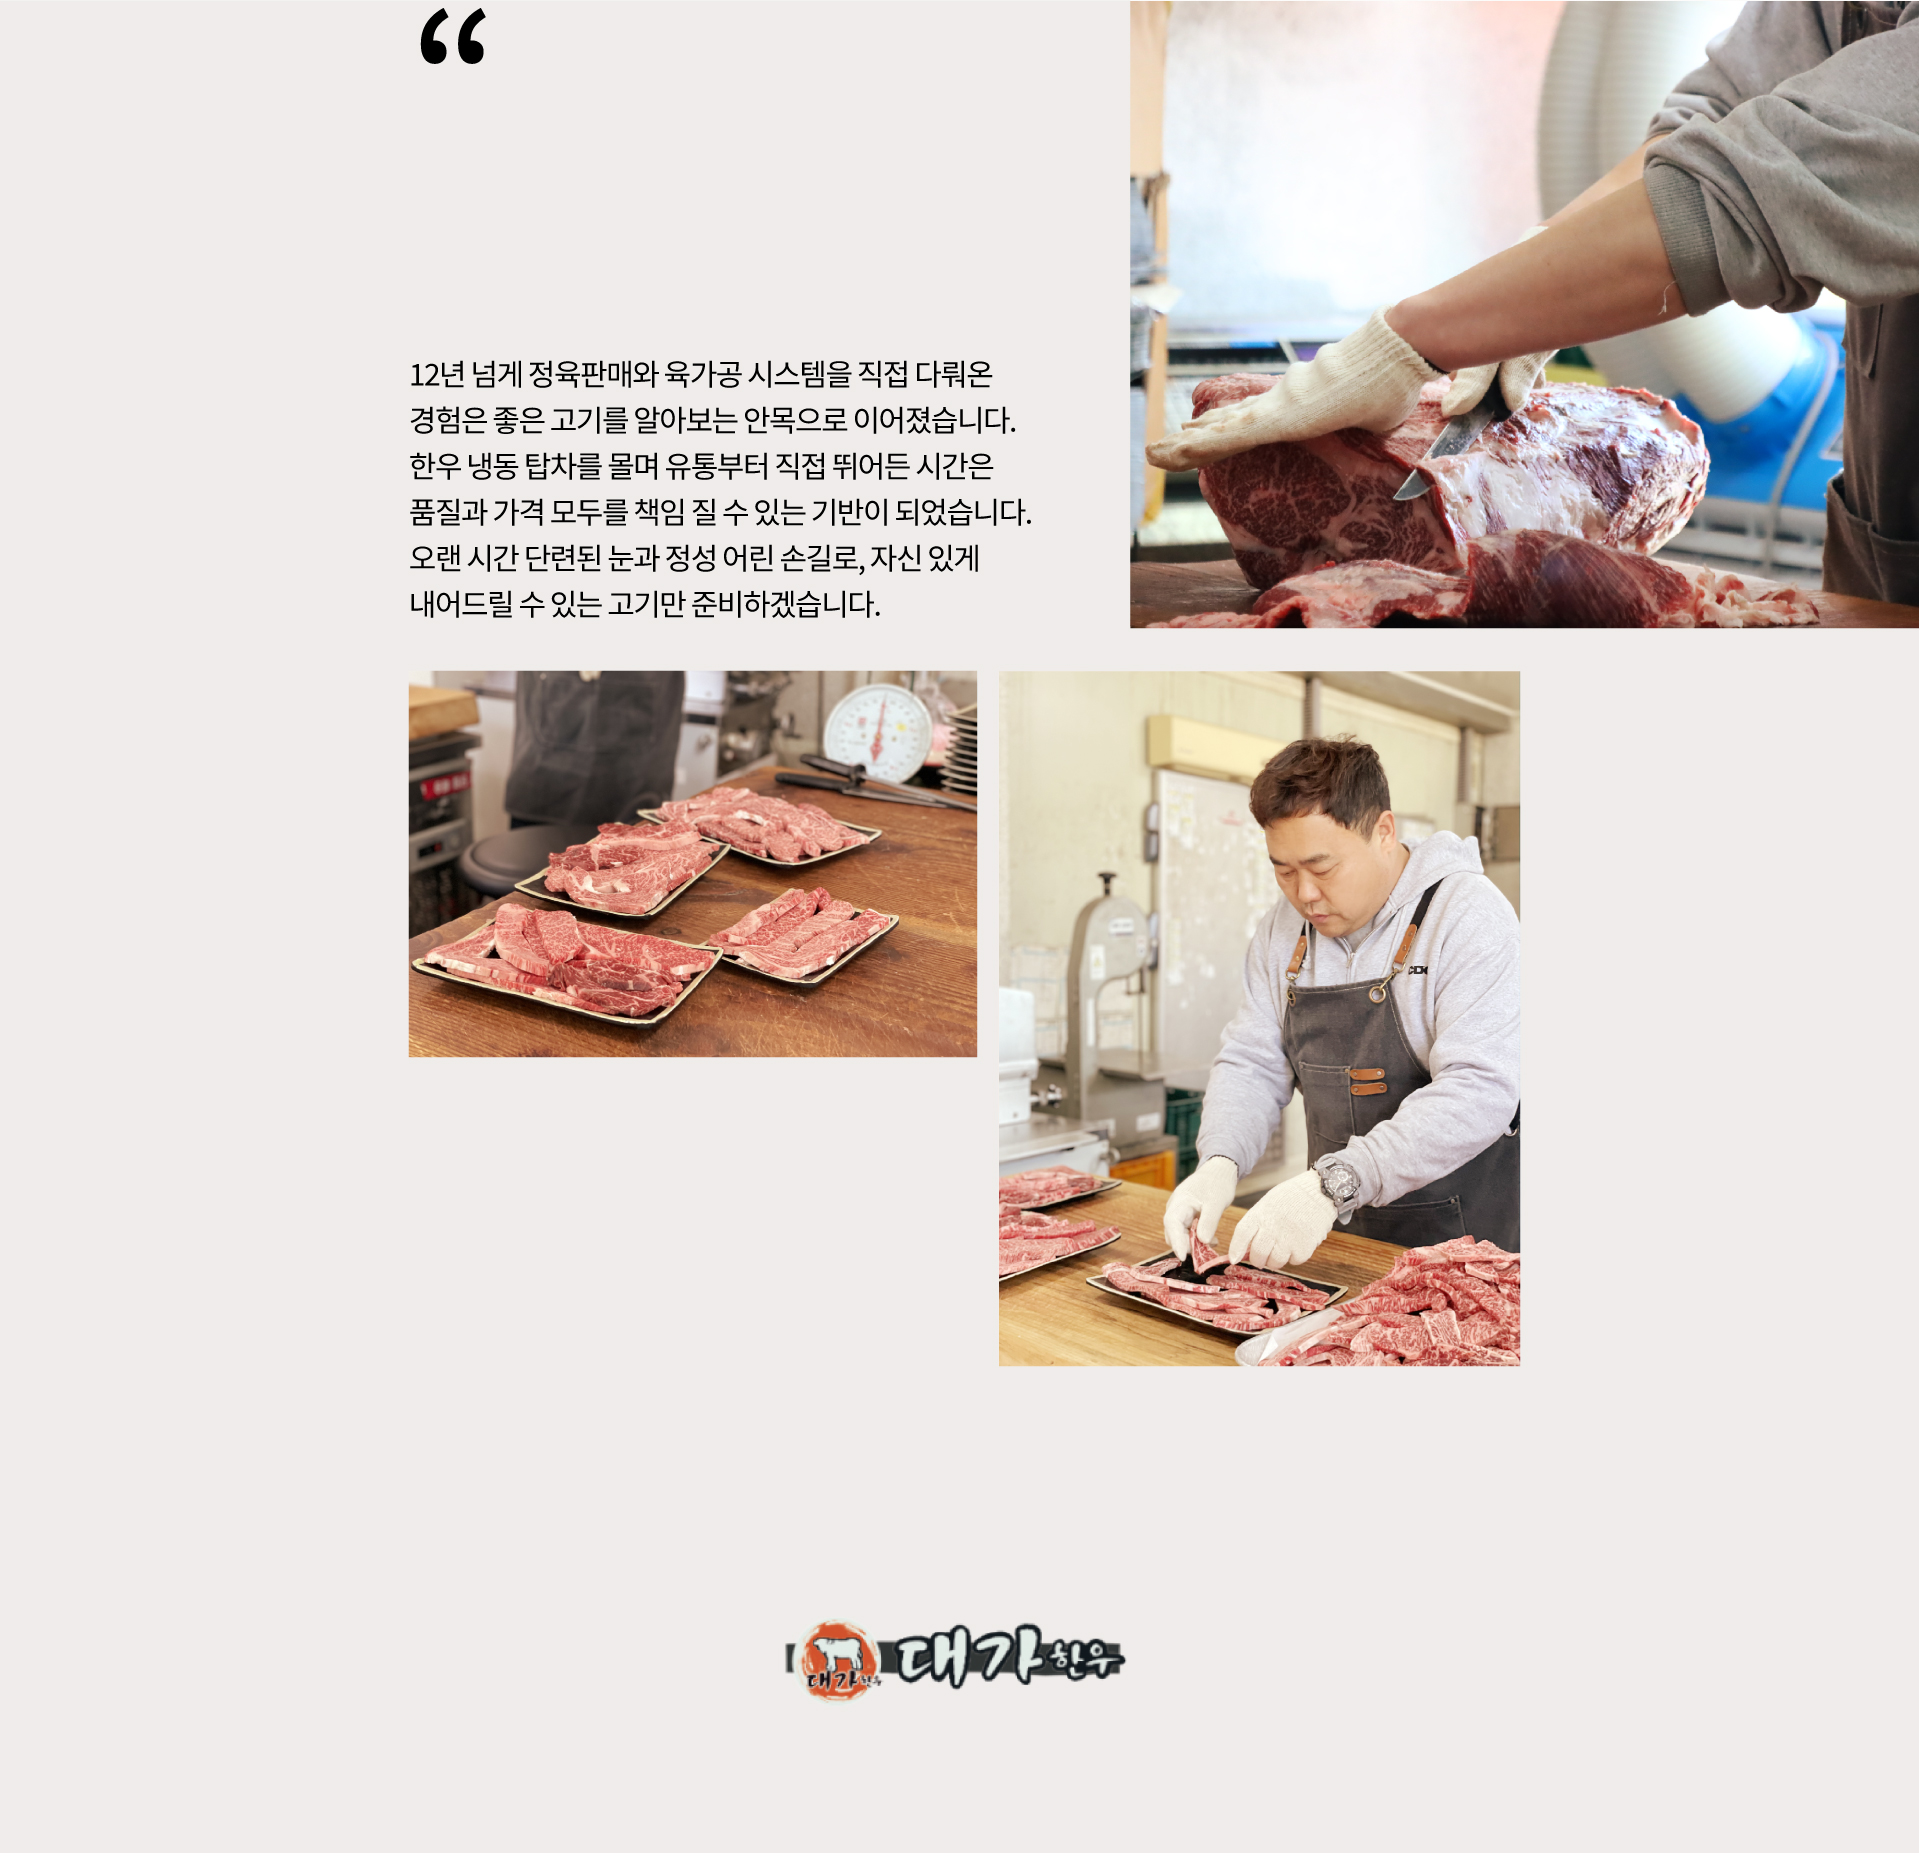 “
12년 넘게 정육판매와 육가공 시스템을 직접 다뤄온
경험은 좋은 고기를 알아보는 안목으로 이어졌습니다.
한우 냉동 탑차를 몰며 유통부터 직접 뛰어든 시간은
품질과 가격 모두를 책임 질 수 있는 기반이 되었습니다.
오랜 시간 단련된 눈과 정성 어린 손길로, 자신 있게
내어드릴 수 있는 고기만 준비하겠습니다.
대가한우
대가 한우